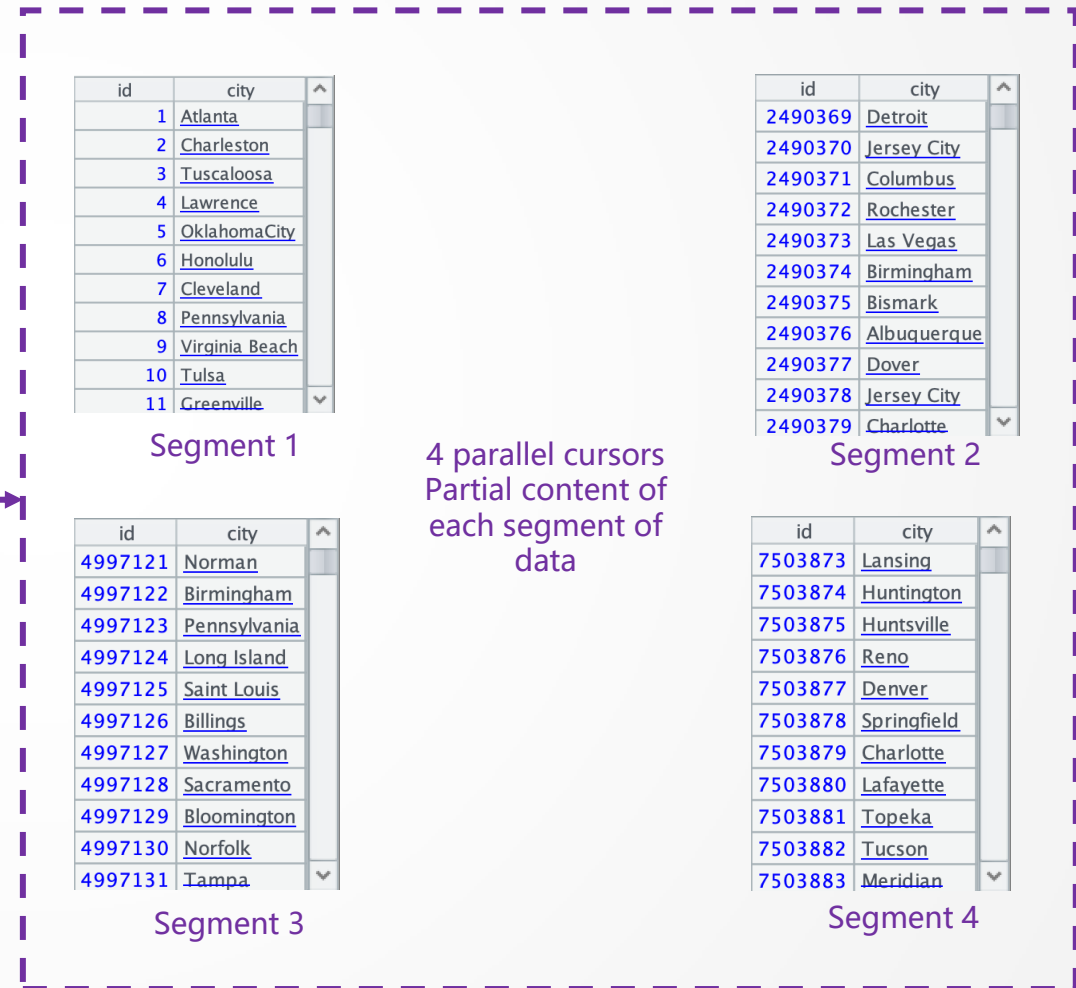 id city
1 Atlanta
2 Charleston
3 Tuscaloosa
4 Lawrence
5 OklahomaCity
6 Honolulu
7 Cleveland
8 Pennsylvania
9 Virginia Beach
10 Tulsa
11 Greenville
Segment 1
id city
2490369 Detroit
2490370 Jersey City
2490371 Columbus
2490372 Rochester
2490373 Las Vegas
2490374 Birmingham
2490375 Bismark
2490376 Albuquerque
2490377 Dover
2490378 Jersey City
2490379 Charlotte
Segment 2
4 parallel cursors
Partial content of
each segment of
data
id city
4997121 Norman
4997122 Birmingham
4997123 Pennsylvania
4997124 Long Island
4997125 Saint Louis
4997126 Billings
4997127 Washington
4997128 Sacramento
4997129 Bloomington
4997130 Norfolk
4997131 Tampa
Segment 3
id city
7503873 Lansing
7503874 Huntington
7503875 Huntsville
7503876 Reno
7503877 Denver
7503878 Springfield
7503879 Charlotte
7503880 Lafayette
7503881 Topeka
7503882 Tucson
7503883 Meridian
Segment 4